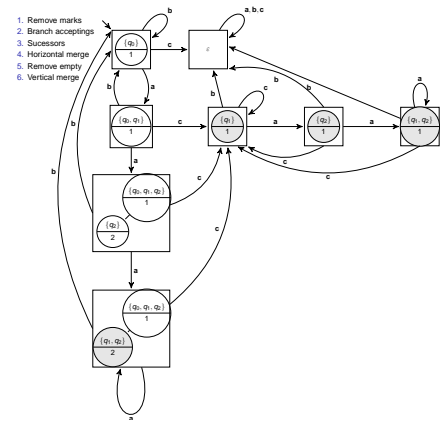 1. Remove marks
2. Branch acceptings
3. Sucessors
4. Horizontal merge
5. Remove empty
6. Vertical merge
b
a, b, c
{q₀}
1
c
ε
b
a
b
b
b
c
a
{q₀, q₁}
1
c
{q₁}
1
a
{q₂}
1
a
{q₁, q₂}
1
b
a
c
c
c
{q₀, q₁, q₂}
1
{q₂}
2
b
a
c
{q₀, q₁, q₂}
1
{q₁, q₂}
2
a